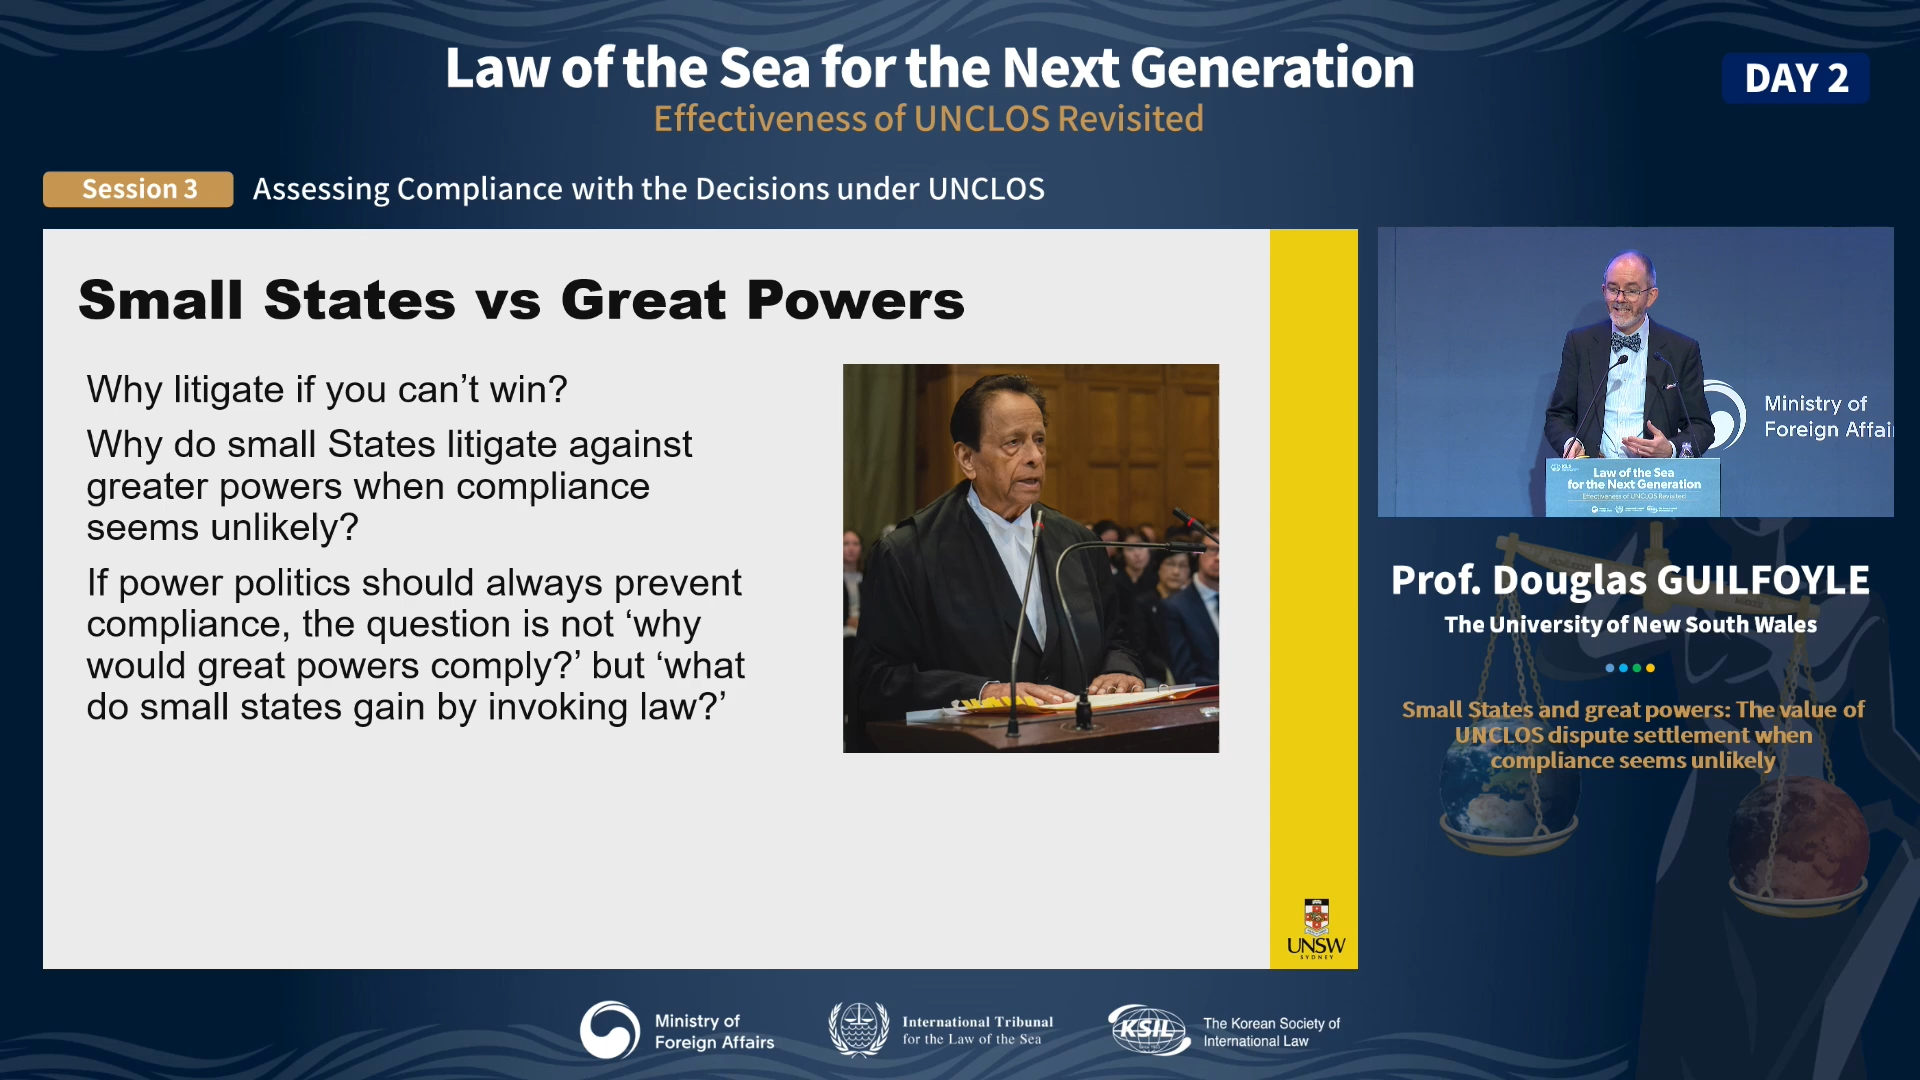 Law of the Sea for the Next Generation
Effectiveness of UNCLOS Revisited
DAY 2
Session 3
Assessing Compliance with the Decisions under UNCLOS
Small States vs Great Powers
Why litigate if you can’t win?
Why do small States litigate against
greater powers when compliance
seems unlikely?
If power politics should always prevent
compliance, the question is not ‘why
would great powers comply?’ but ‘what
do small states gain by invoking law?’
UNSW
SYDNEY
Ministry of
Foreign Affai
Law of the Sea
for the Next Generation
Effectiveness of UNCLOS Revisited
Prof. Douglas GUILFOYLE
The University of New South Wales
Small States and great powers: The value of
UNCLOS dispute settlement when
compliance seems unlikely
Ministry of
Foreign Affairs
International Tribunal
for the Law of the Sea
KSIL
The Korean Society of
International Law